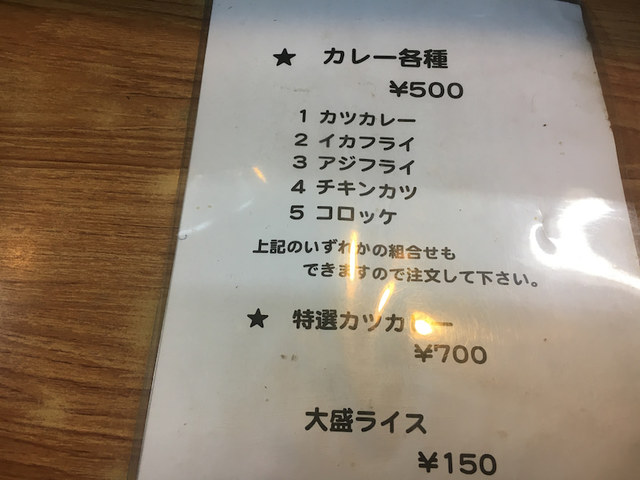 ★ カレー各種
¥500
1 カツカレー
2 イカフライ
3 アジフライ
4 チキンカツ
5 コロッケ
上記のいずれかの組合せも
できますので注文して下さい。
★ 特選カツカレー
¥700
大盛ライス
¥150